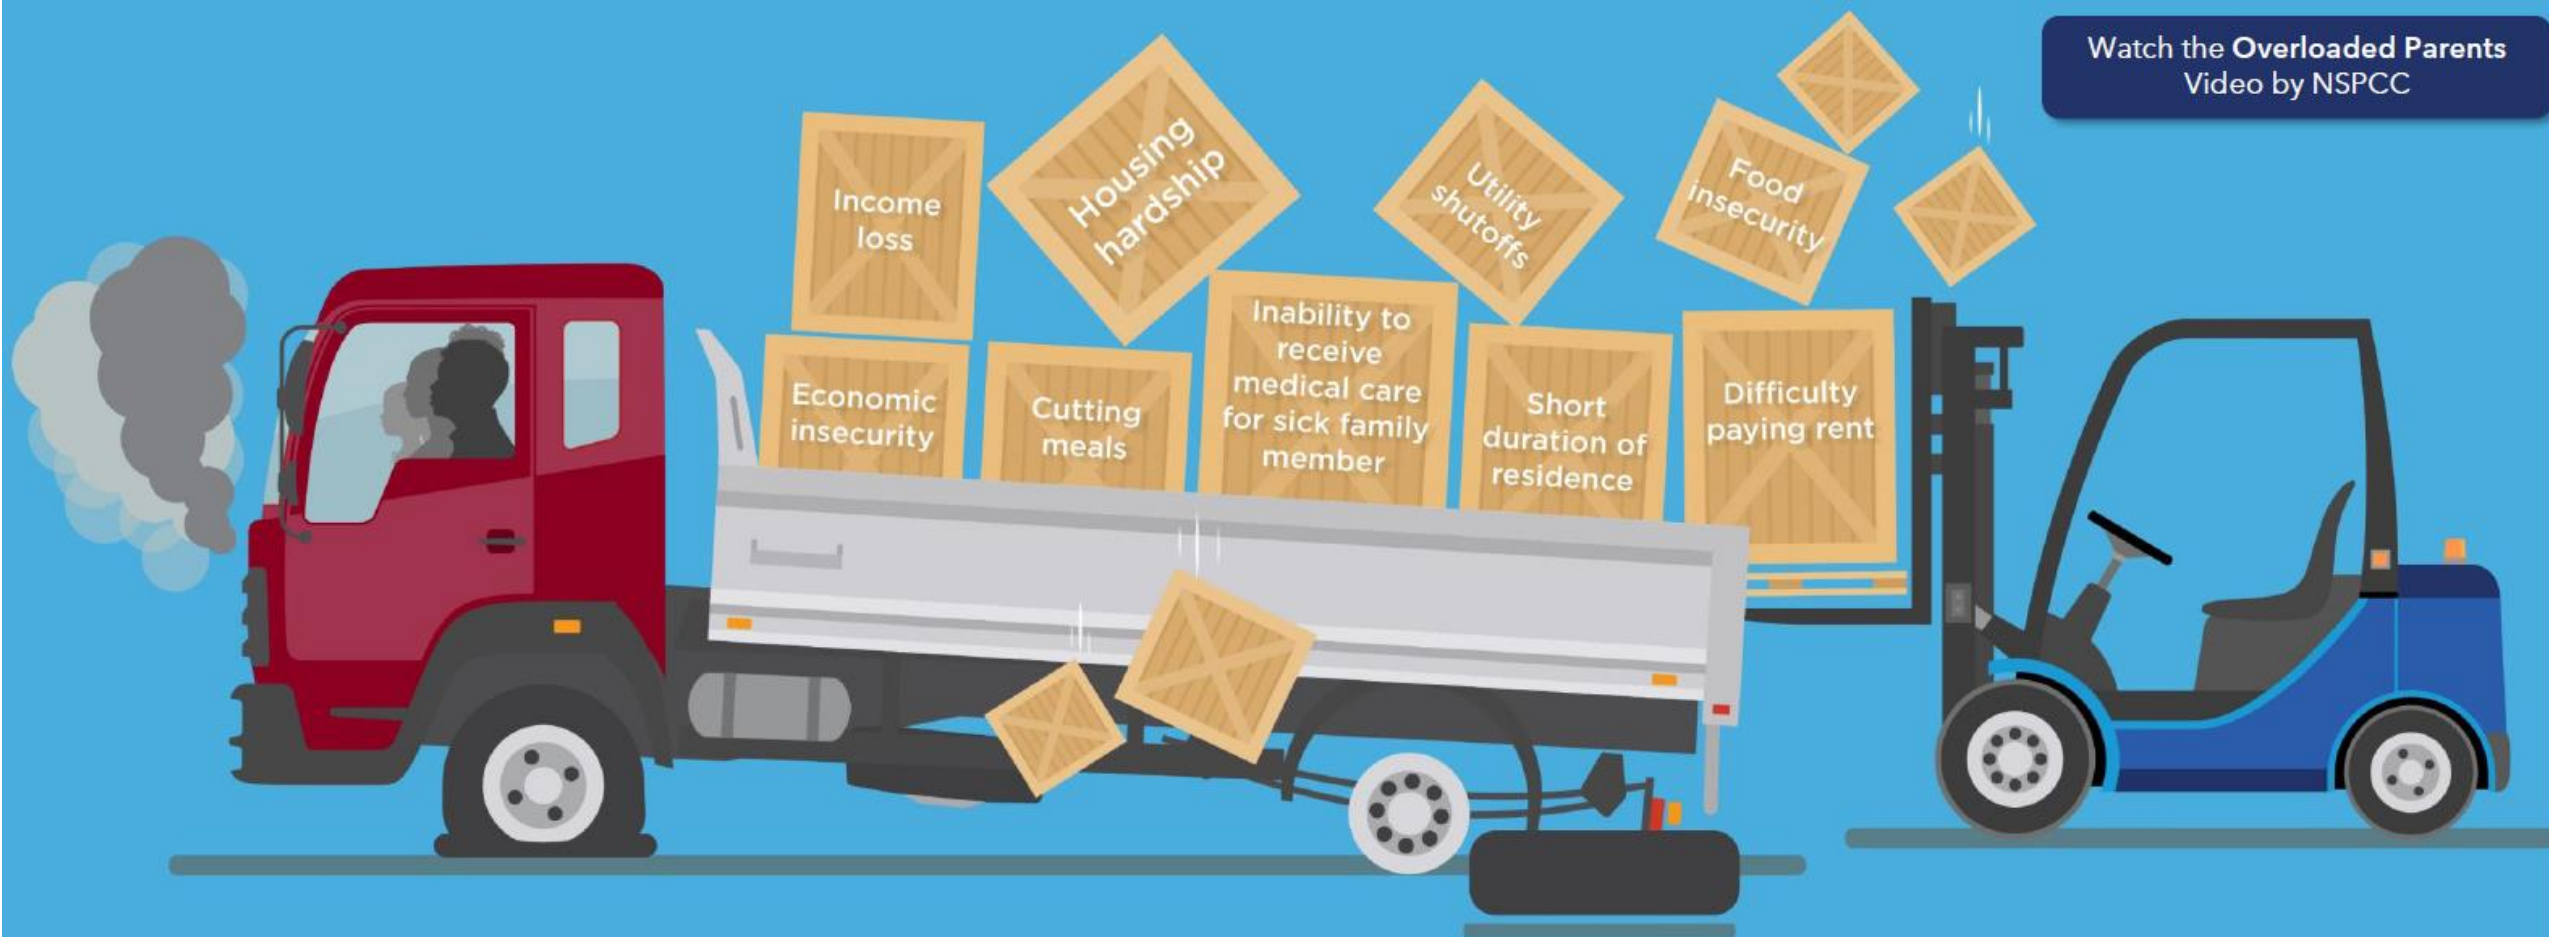 Watch the Overloaded Parents
Video by NSPCC
Income
loss
Housing
hardship
Utility
shutoffs
Food
insecurity
Economic
insecurity
Cutting
meals
Inability to
receive
medical care
for sick family
member
Short
duration of
residence
Difficulty
paying rent